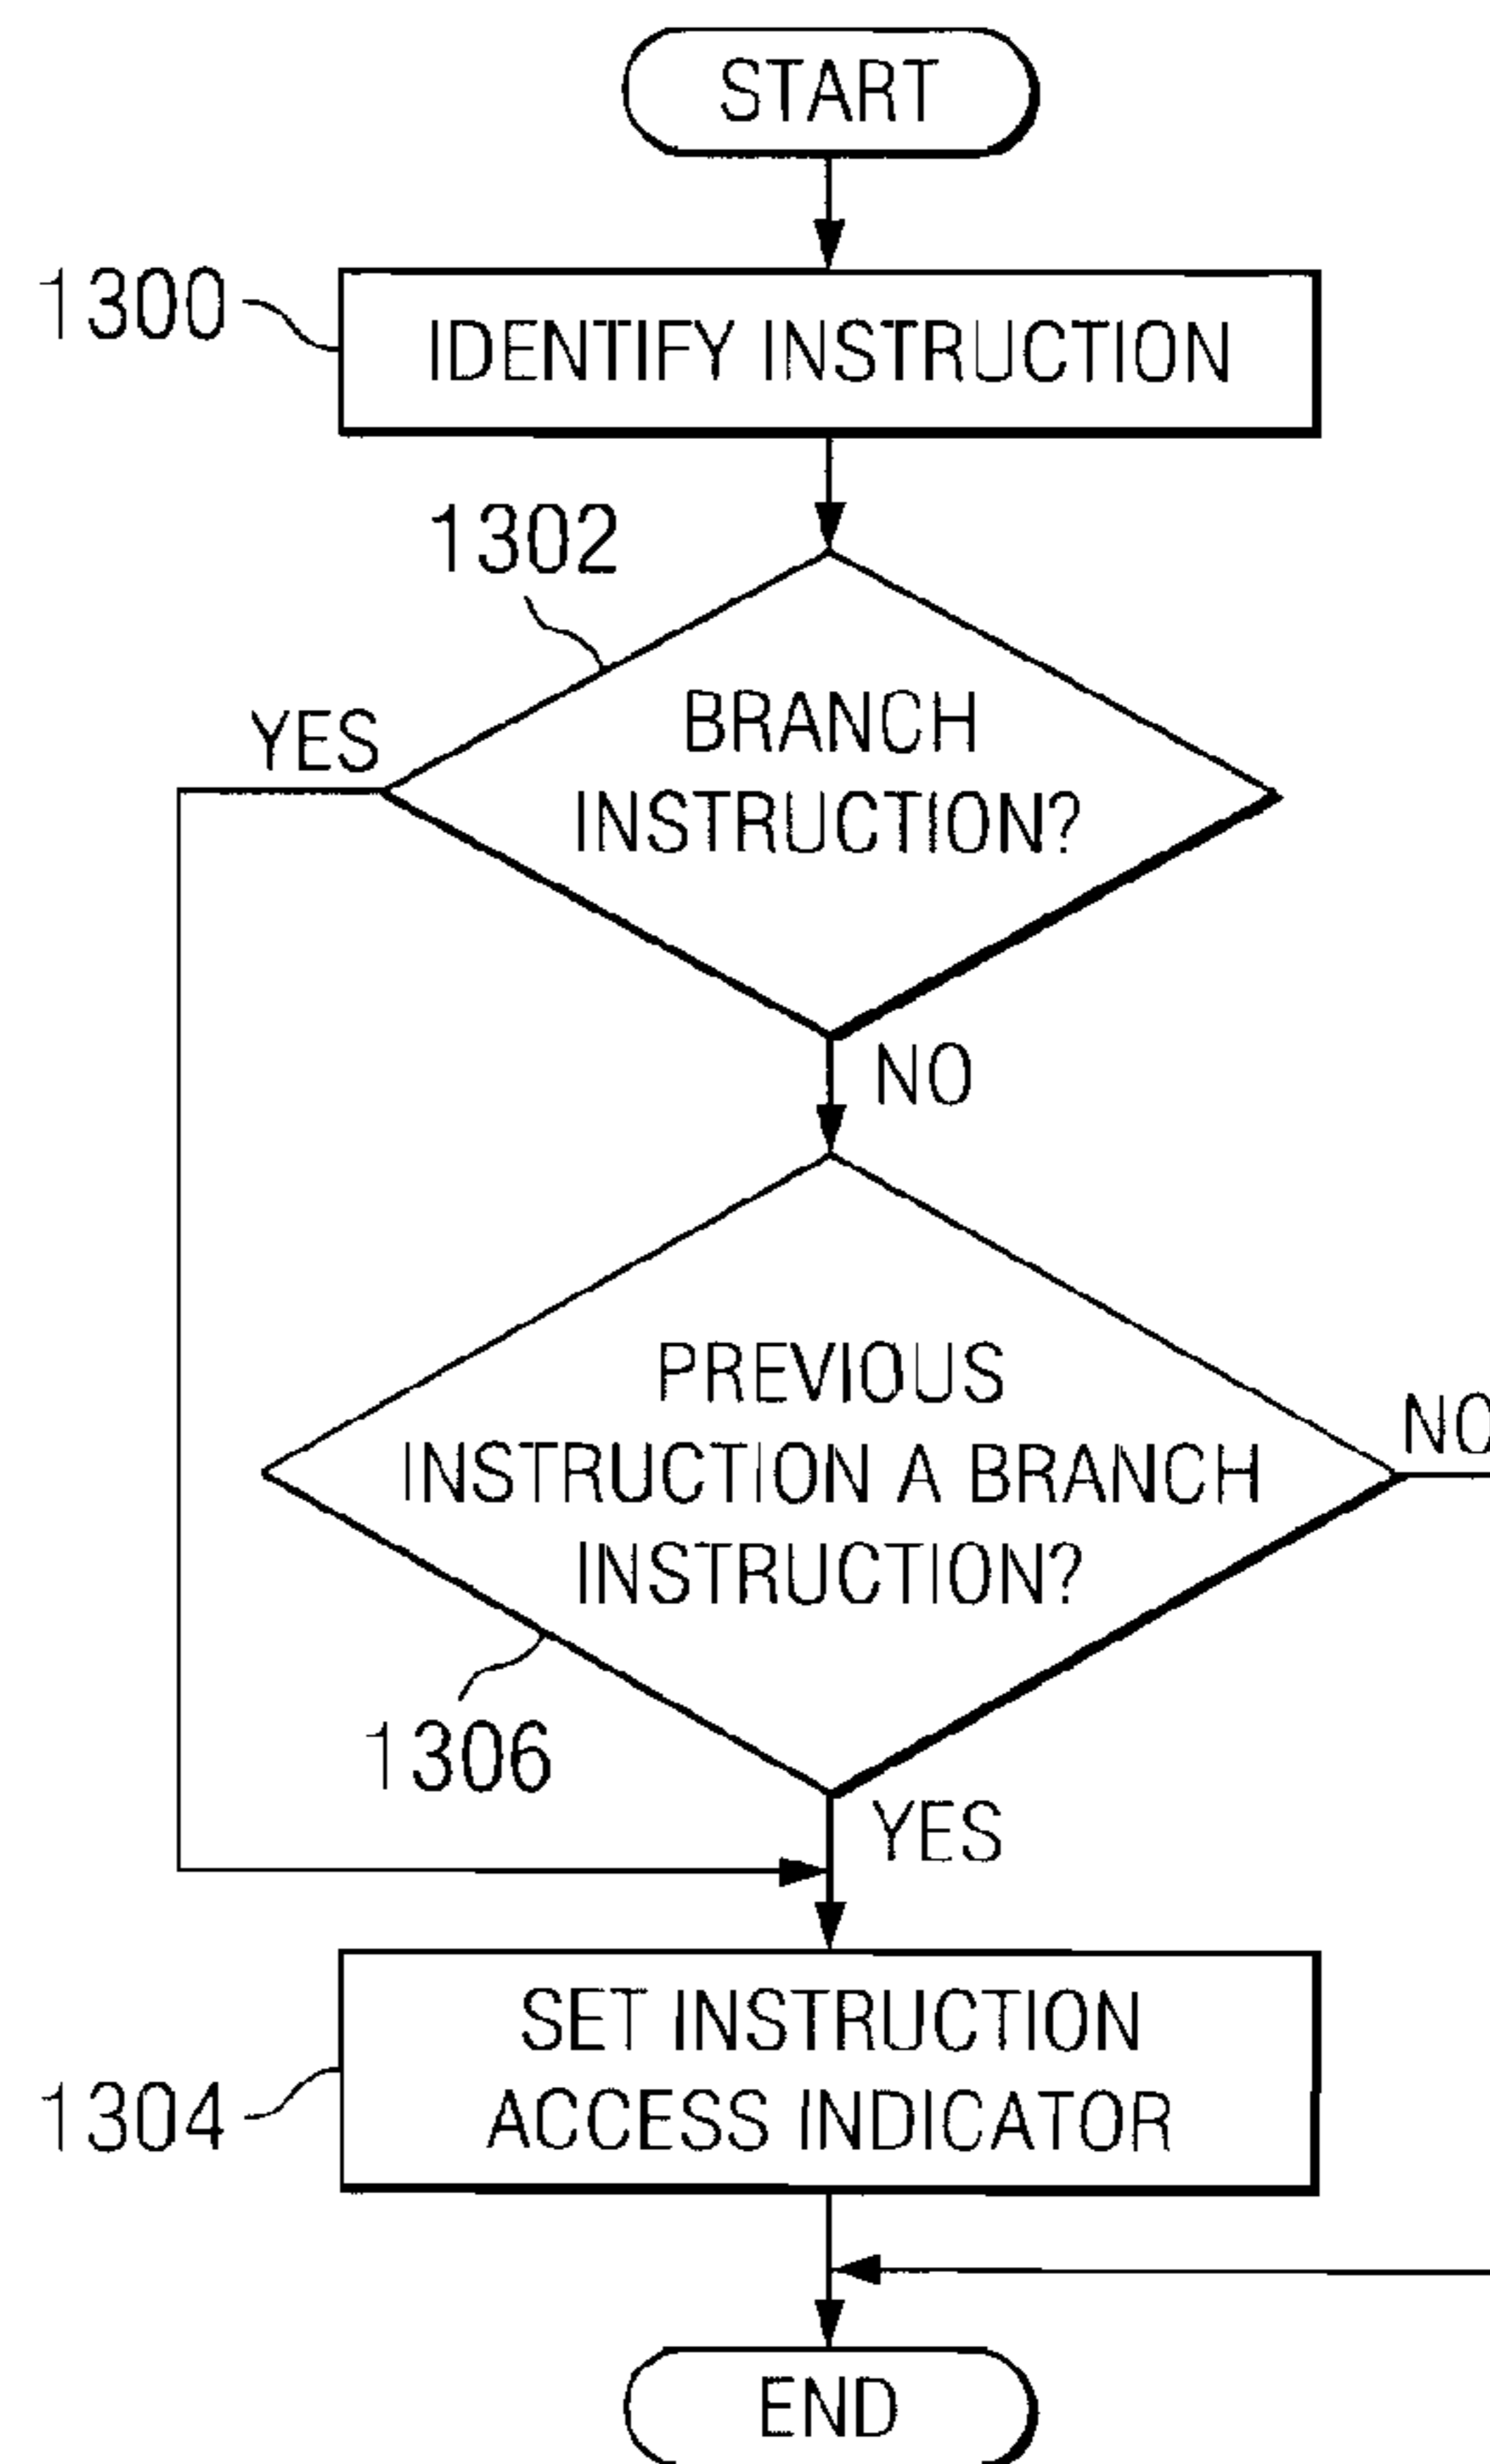 START
1300
IDENTIFY INSTRUCTION
1302
YES
BRANCH
INSTRUCTION?
NO
PREVIOUS
INSTRUCTION A BRANCH
INSTRUCTION?
NO
1306
YES
SET INSTRUCTION
ACCESS INDICATOR
1304
END